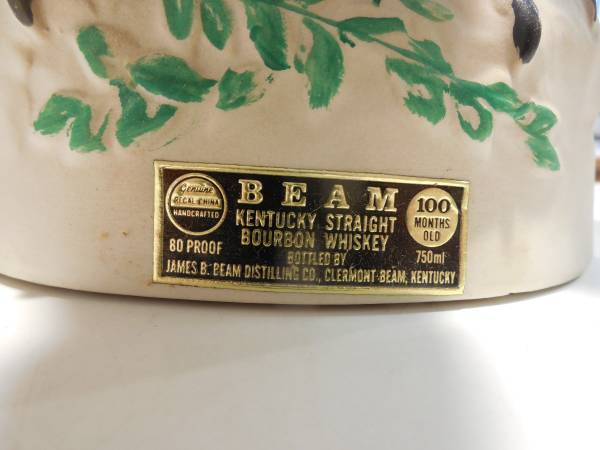 Genuine
REGAL CHINA
HANDCRAFTED
80 PROOF
BEAM
KENTUCKY STRAIGHT
BOURBON WHISKEY
BOTTLED BY
JAMES B. BEAM DISTILLING CO., CLERMONT-BEAM, KENTUCKY
100
MONTHS
OLD
750ml